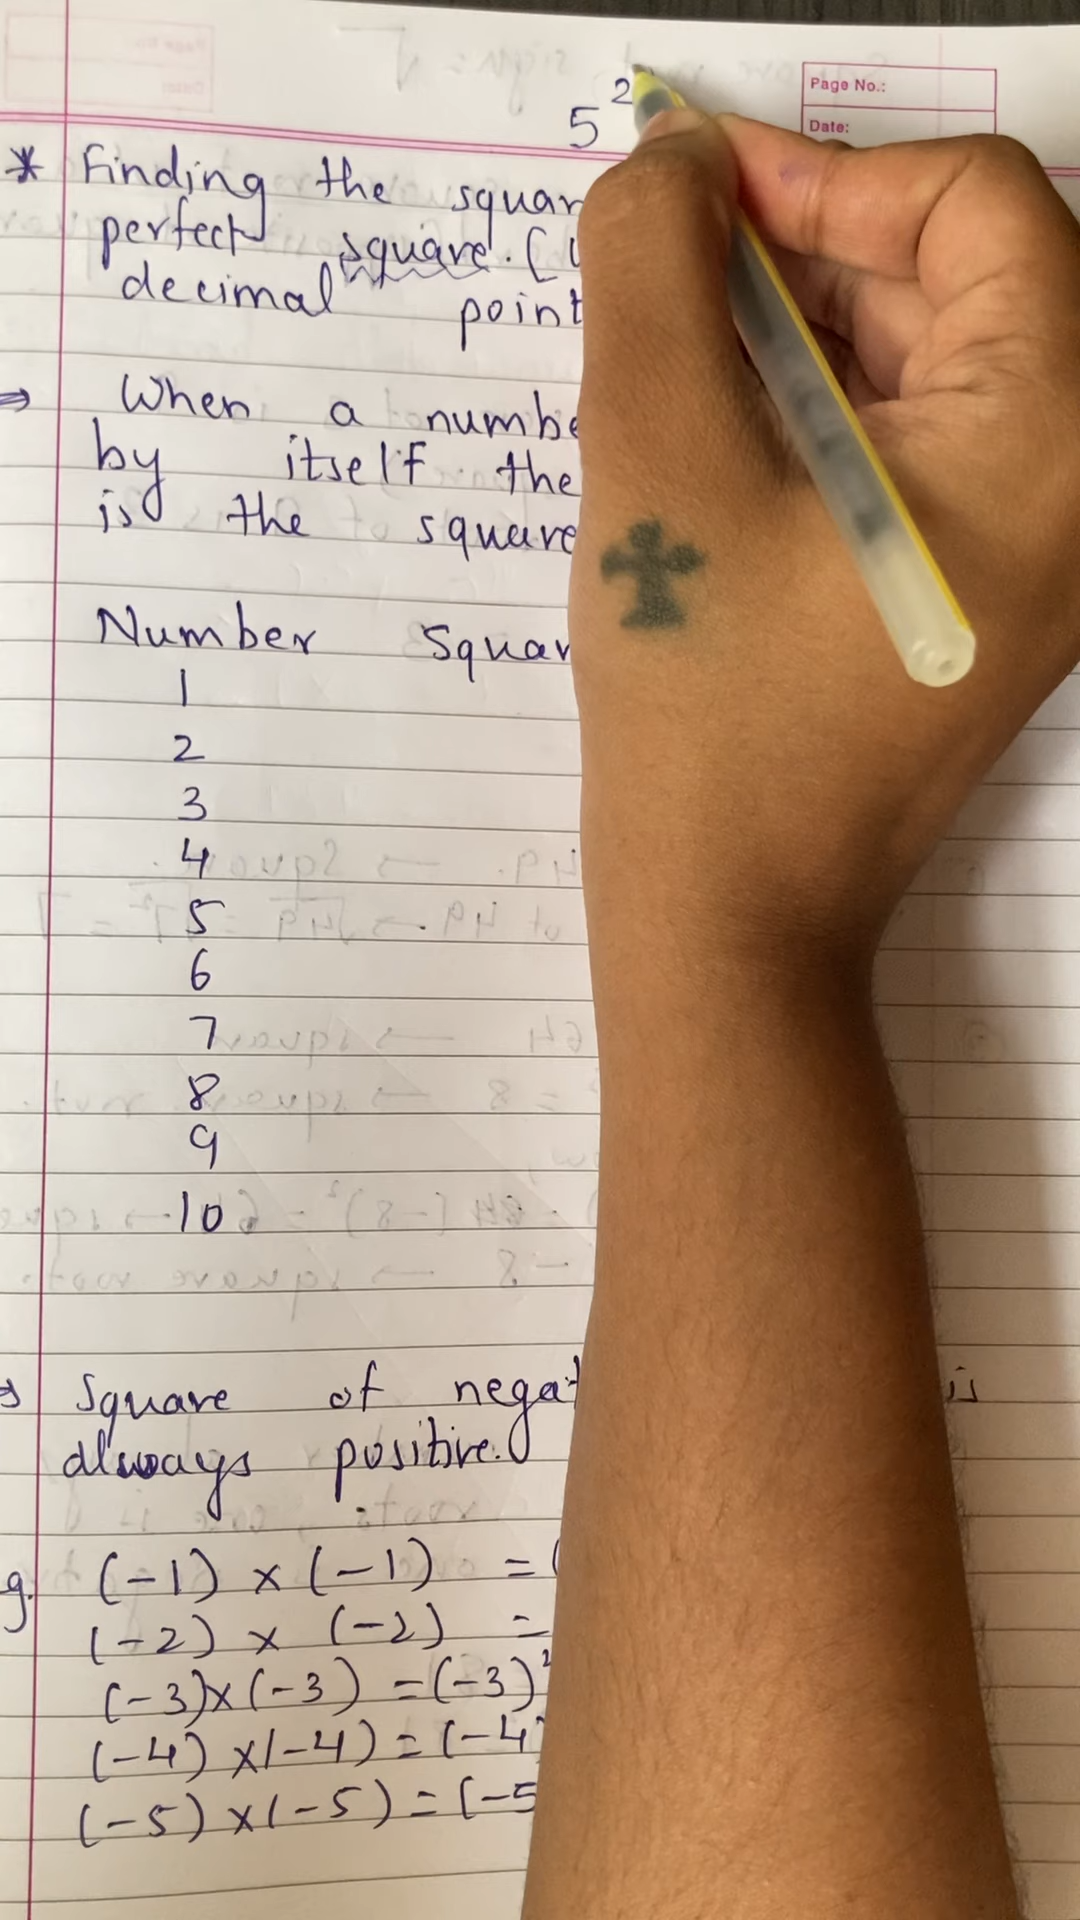 5²
Page No.:
Date:
* Finding the squar
perfect square. (
decimal point
⇒ When a numbe
by itself the
is the square
Number Squar
1
2
3
4
5
6
7
8
9
10
Square of negat is
always positive.
g. (-1) × (-1) = (
(-2) × (-2) =
(-3)×(-3) =(-3)²
(-4) ×(-4) = (-4
(-5) ×(-5) = (-5